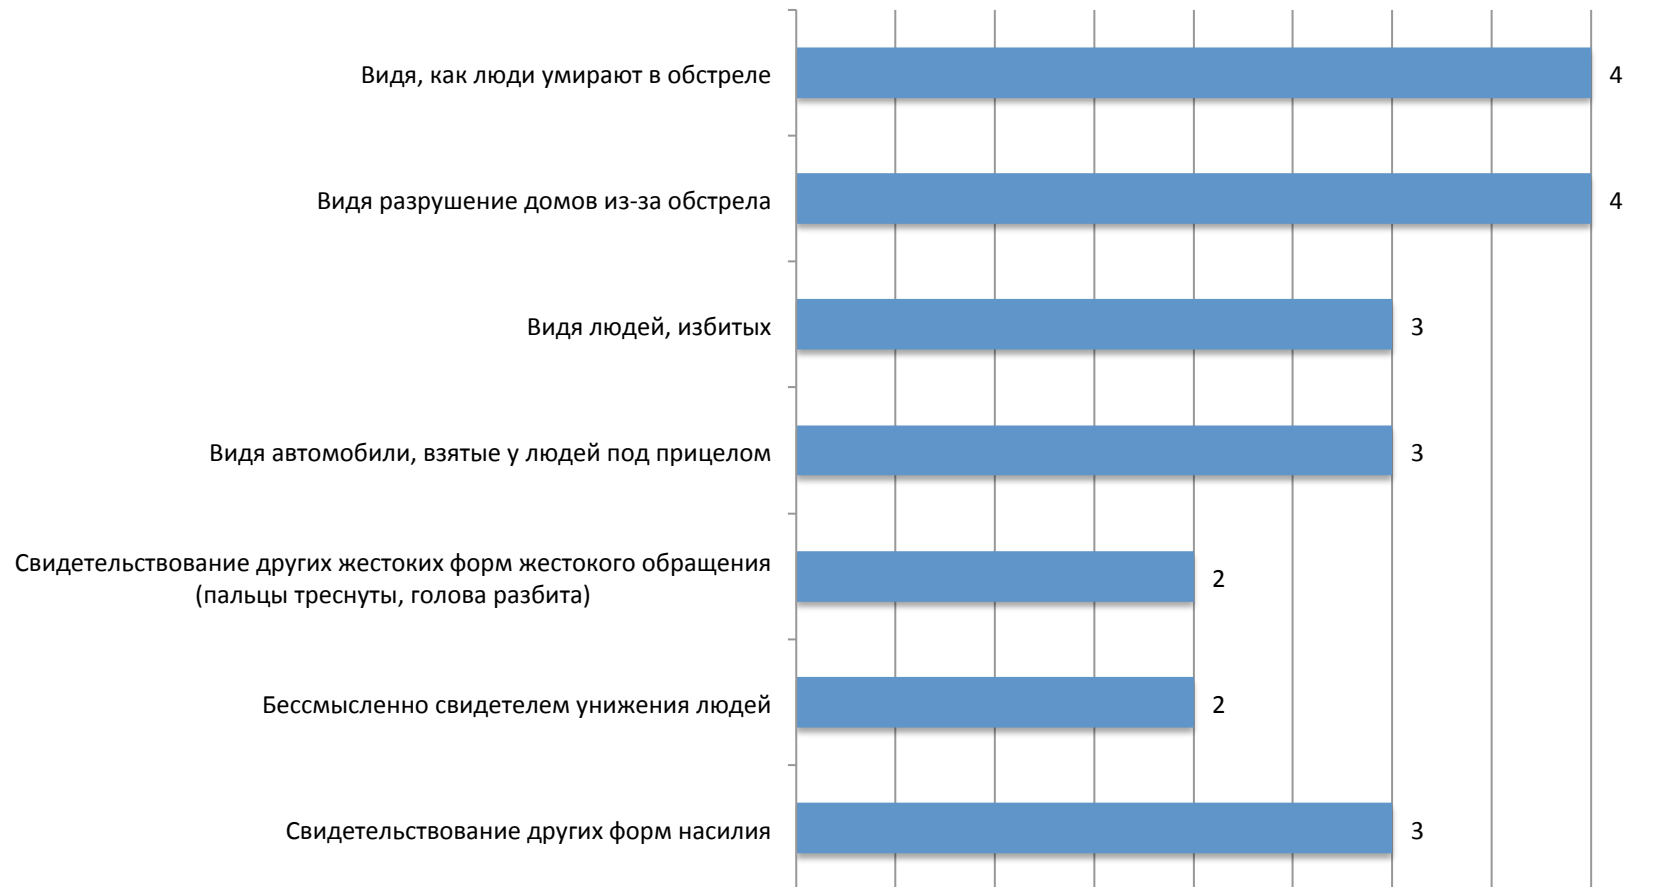 Видя, как люди умирают в обстреле
4
Видя разрушение домов из-за обстрела
4
Видя людей, избитых
3
Видя автомобили, взятые у людей под прицелом
3
Свидетельствование других жестоких форм жестокого обращения
(пальцы треснуты, голова разбита)
2
Бессмысленно свидетелем унижения людей
2
Свидетельствование других форм насилия
3